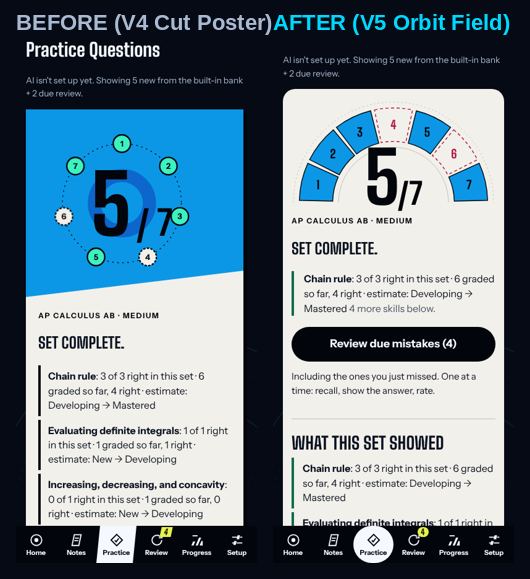 BEFORE (V4 Cut Poster)
Practice Questions
AI isn't set up yet. Showing 5 new from the built-in bank
+ 2 due review.
1
2
3
4
5
6
7
5/7
AP CALCULUS AB · MEDIUM
SET COMPLETE.
Chain rule: 3 of 3 right in this set · 6
graded so far, 4 right · estimate:
Developing → Mastered
Evaluating definite integrals: 1 of 1 right
in this set · 1 graded so far, 1 right ·
estimate: New → Developing
Increasing, decreasing, and concavity:
0 of 1 right in this set · 1 graded so far, 0
right · estimate: New → Developing
4
Home
Notes
Practice
Review
Progress
Setup
AFTER (V5 Orbit Field)
AI isn't set up yet. Showing 5 new from the built-in bank
+ 2 due review.
1
2
3
4
5
6
7
5/7
AP CALCULUS AB · MEDIUM
SET COMPLETE.
Chain rule: 3 of 3 right in this set · 6 graded
so far, 4 right · estimate: Developing →
Mastered 4 more skills below.
Review due mistakes (4)
Including the ones you just missed. One at a
time: recall, show the answer, rate.
WHAT THIS SET SHOWED
Chain rule: 3 of 3 right in this set · 6 graded
so far, 4 right · estimate: Developing →
Mastered
Evaluating definite integrals: 1 of 1 right in
4
Home
Notes
Practice
Review
Progress
Setup